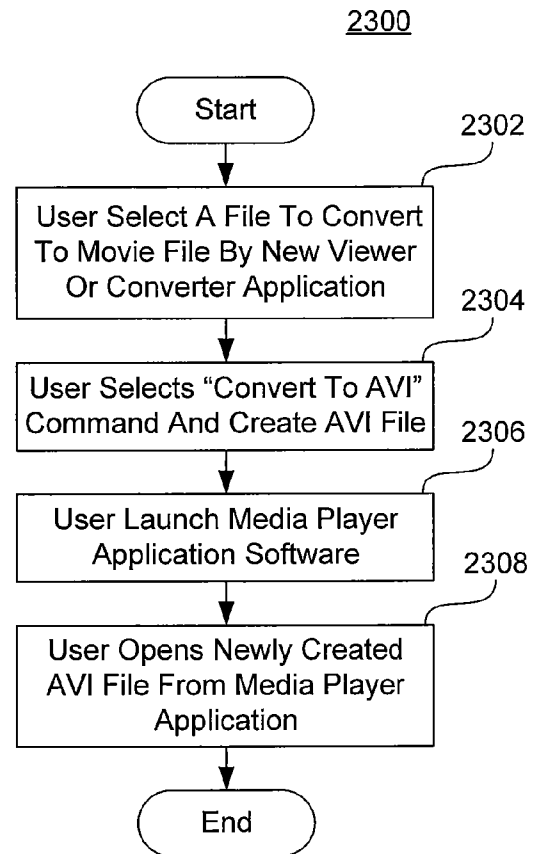 2300
Start
2302
User Select A File To Convert
To Movie File By New Viewer
Or Converter Application
2304
User Selects “Convert To AVI”
Command And Create AVI File
2306
User Launch Media Player
Application Software
2308
User Opens Newly Created
AVI File From Media Player
Application
End